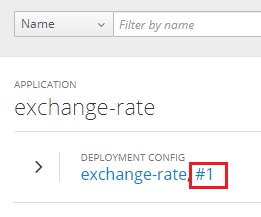 Name Filter by name
APPLICATION
exchange-rate
DEPLOYMENT CONFIG
exchange-rate, #1